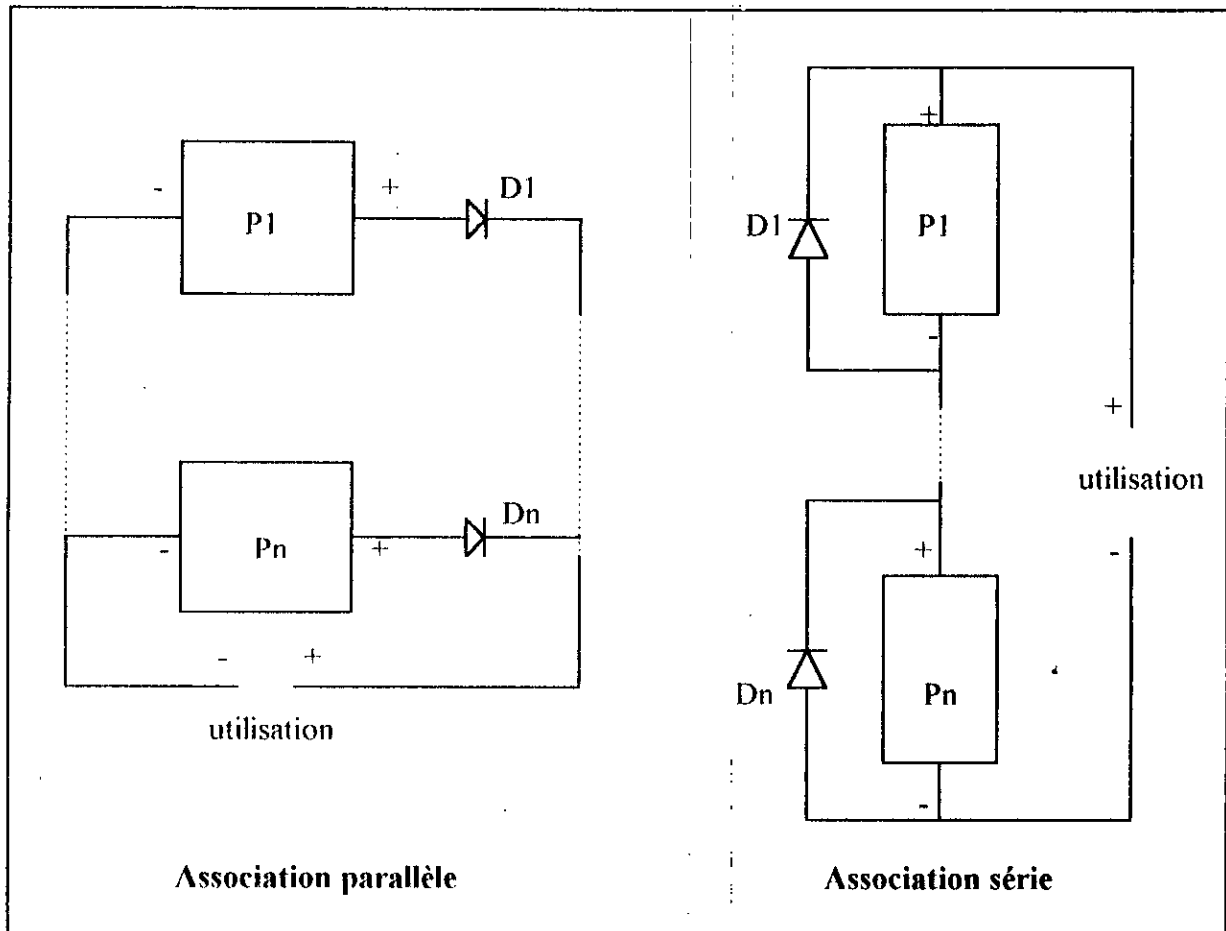 - P1 + D1
- Pn + Dn
- +
utilisation
Association parallèle
+
D1 P1
-
+
utilisation
-
+
Dn Pn
-
Association série